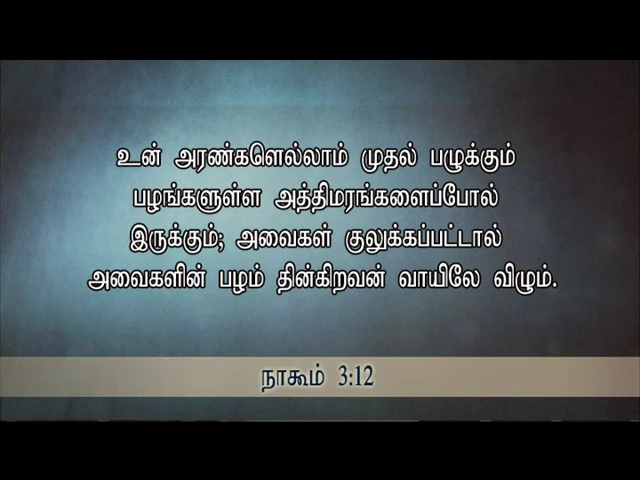 உன் அரண்களெல்லாம் முதல் பழுக்கும்
பழங்களுள்ள அத்திமரங்களைப்போல்
இருக்கும்; அவைகள் குலுக்கப்பட்டால்
அவைகளின் பழம் தின்கிறவன் வாயிலே விழும்.
நாகூம் 3:12